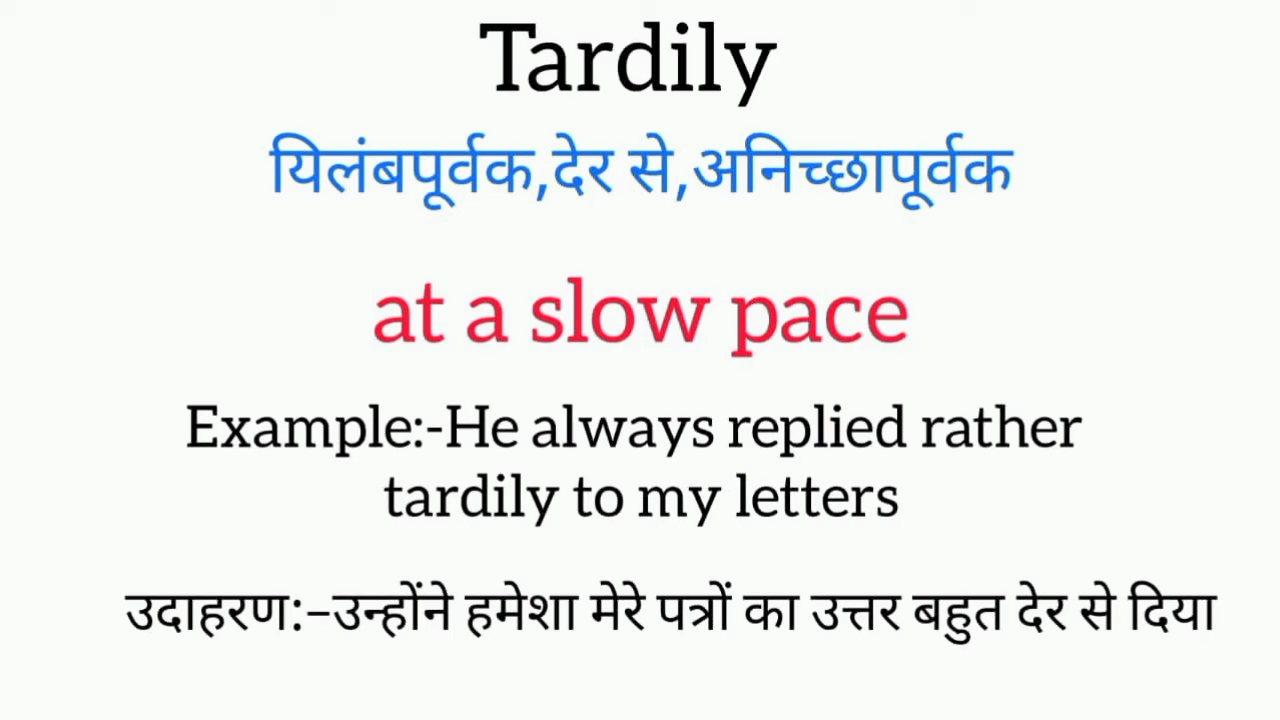 Tardily
यिलंबपूर्वक,देर से,अनिच्छापूर्वक
at a slow pace
Example:-He always replied rather
tardily to my letters
उदाहरण:–उन्होंने हमेशा मेरे पत्रों का उत्तर बहुत देर से दिया